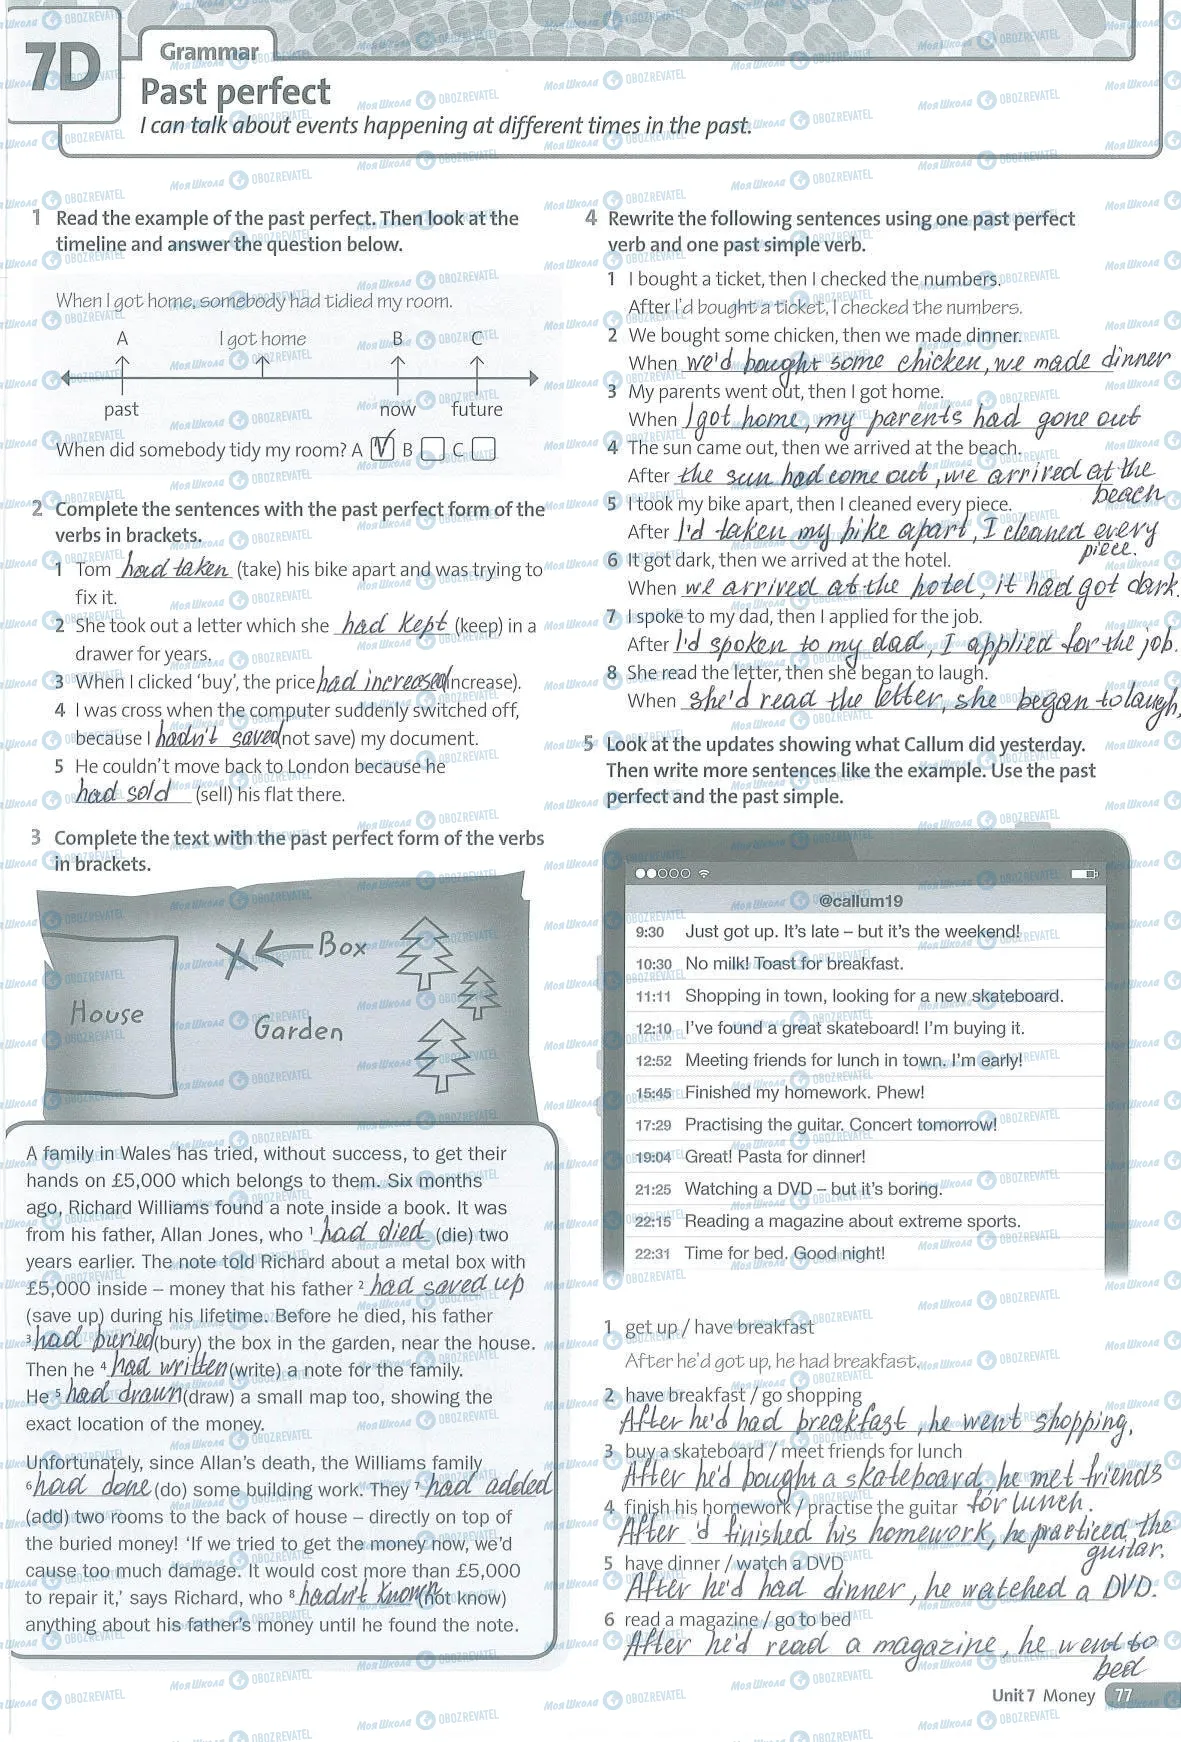 7D
Grammar
Past perfect
I can talk about events happening at different times in the past.
1 Read the example of the past perfect. Then look at the
timeline and answer the question below.
When I got home, somebody had tidied my room.
A I got home B C
past now future
When did somebody tidy my room? A V B C
2 Complete the sentences with the past perfect form of the
verbs in brackets.
1 Tom had taken (take) his bike apart and was trying to
fix it.
2 She took out a letter which she had kept (keep) in a
drawer for years.
3 When I clicked ‘buy’, the price had increased (increase).
4 I was cross when the computer suddenly switched off,
because I hadn't saved (not save) my document.
5 He couldn’t move back to London because he
had sold (sell) his flat there.
3 Complete the text with the past perfect form of the verbs
in brackets.
Box
House
Garden
A family in Wales has tried, without success, to get their
hands on £5,000 which belongs to them. Six months
ago, Richard Williams found a note inside a book. It was
from his father, Allan Jones, who 1 had died (die) two
years earlier. The note told Richard about a metal box with
£5,000 inside – money that his father 2 had saved up
(save up) during his lifetime. Before he died, his father
3 had buried (bury) the box in the garden, near the house.
Then he 4 had written (write) a note for the family.
He 5 had drawn (draw) a small map too, showing the
exact location of the money.
Unfortunately, since Allan’s death, the Williams family
6 had done (do) some building work. They 7 had added
(add) two rooms to the back of house – directly on top of
the buried money! ‘If we tried to get the money now, we’d
cause too much damage. It would cost more than £5,000
to repair it,’ says Richard, who 8 hadn't known (not know)
anything about his father’s money until he found the note.
4 Rewrite the following sentences using one past perfect
verb and one past simple verb.
1 I bought a ticket, then I checked the numbers.
After I’d bought a ticket, I checked the numbers.
2 We bought some chicken, then we made dinner.
When we'd bought some chicken, we made dinner
3 My parents went out, then I got home.
When I got home, my parents had gone out
4 The sun came out, then we arrived at the beach.
After the sun had come out, we arrived at the
beach
5 I took my bike apart, then I cleaned every piece.
After I'd taken my bike apart, I cleaned every
piece.
6 It got dark, then we arrived at the hotel.
When we arrived at the hotel, it had got dark.
7 I spoke to my dad, then I applied for the job.
After I'd spoken to my dad, I applied for the job.
8 She read the letter, then she began to laugh.
When she'd read the letter, she began to laugh,
5 Look at the updates showing what Callum did yesterday.
Then write more sentences like the example. Use the past
perfect and the past simple.
@callum19
9:30 Just got up. It’s late – but it’s the weekend!
10:30 No milk! Toast for breakfast.
11:11 Shopping in town, looking for a new skateboard.
12:10 I’ve found a great skateboard! I’m buying it.
12:52 Meeting friends for lunch in town. I’m early!
15:45 Finished my homework. Phew!
17:29 Practising the guitar. Concert tomorrow!
19:04 Great! Pasta for dinner!
21:25 Watching a DVD – but it’s boring.
22:15 Reading a magazine about extreme sports.
22:31 Time for bed. Good night!
1 get up / have breakfast
After he’d got up, he had breakfast.
2 have breakfast / go shopping
After he'd had breakfast, he went shopping.
3 buy a skateboard / meet friends for lunch
After he'd bought a skateboard, he met friends
for lunch.
4 finish his homework / practise the guitar
After 'd finished his homework, he practiced the
guitar.
5 have dinner / watch a DVD
After he'd had dinner, he watched a DVD.
6 read a magazine / go to bed
After he'd read a magazine, he went to
bed
Unit 7 Money 77
МояШкола OBOZREVATEL